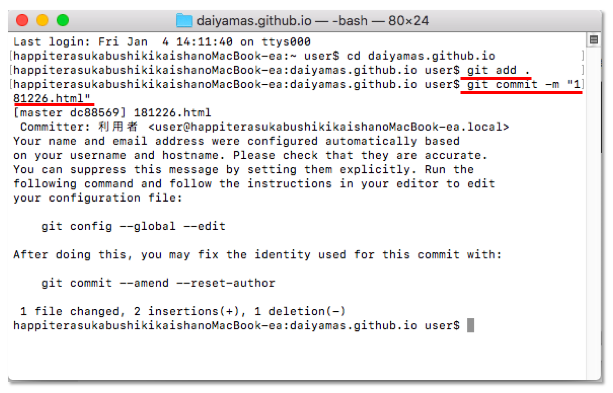 daiyamas.github.io — -bash — 80×24
Last login: Fri Jan  4 14:11:40 on ttys000
[happiterasukabushikikaishanoMacBook-ea:~ user$ cd daiyamas.github.io            ]
[happiterasukabushikikaishanoMacBook-ea:daiyamas.github.io user$ git add .       ]
[happiterasukabushikikaishanoMacBook-ea:daiyamas.github.io user$ git commit -m "1]
81226.html"
[master dc88569] 181226.html
 Committer: 利用者 <user@happiterasukabushikikaishanoMacBook-ea.local>
Your name and email address were configured automatically based
on your username and hostname. Please check that they are accurate.
You can suppress this message by setting them explicitly. Run the
following command and follow the instructions in your editor to edit
your configuration file:
    git config --global --edit
After doing this, you may fix the identity used for this commit with:
    git commit --amend --reset-author
 1 file changed, 2 insertions(+), 1 deletion(-)
happiterasukabushikikaishanoMacBook-ea:daiyamas.github.io user$